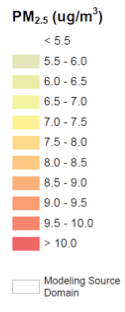 PM2.5 (ug/m3)
< 5.5
5.5 - 6.0
6.0 - 6.5
6.5 - 7.0
7.0 - 7.5
7.5 - 8.0
8.0 - 8.5
8.5 - 9.0
9.0 - 9.5
9.5 - 10.0
> 10.0
Modeling Source
Domain